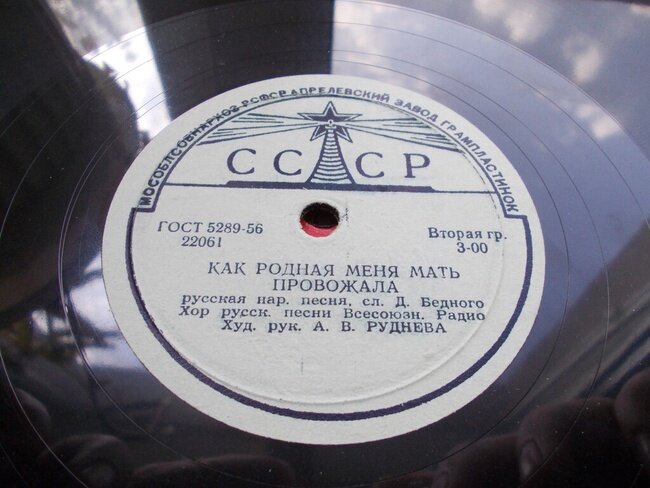 МОСОБЛСОВНАРХОЗ РСФСР АПРЕЛЕВСКИЙ ЗАВОД ГРАМПЛАСТИНОК
СССР
ГОСТ 5289-56
22061
Вторая гр.
3-00
КАК РОДНАЯ МЕНЯ МАТЬ
ПРОВОЖАЛА
русская нар. песня, сл. Д. Бедного
Хор русск. песни Всесоюзн. Радио
Худ. рук. А. В. РУДНЕВА